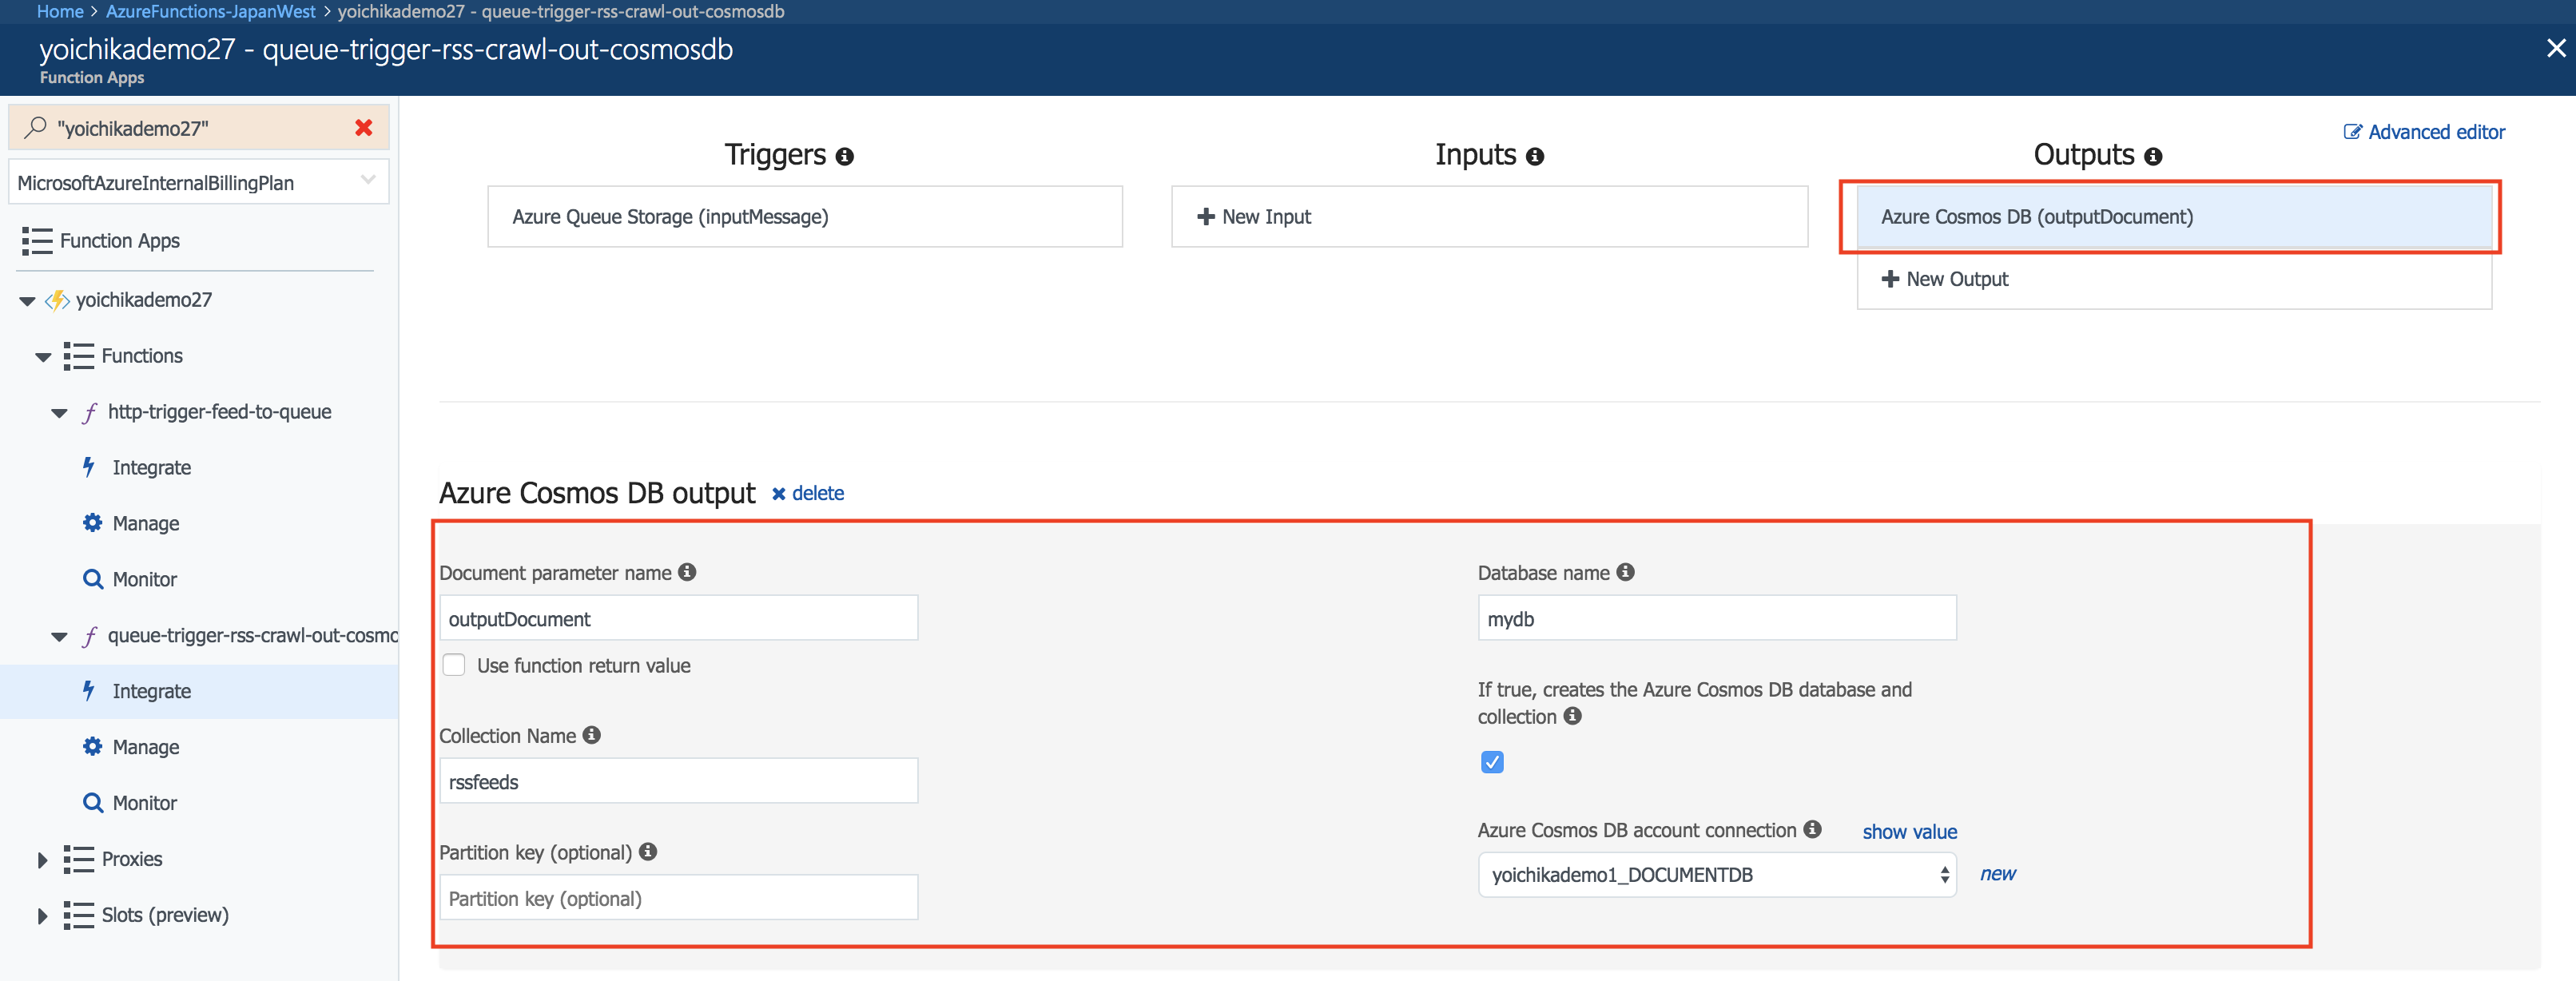 Home > AzureFunctions-JapanWest > yoichikademo27 - queue-trigger-rss-crawl-out-cosmosdb
yoichikademo27 - queue-trigger-rss-crawl-out-cosmosdb
Function Apps
"yoichikademo27"
MicrosoftAzureInternalBillingPlan
Function Apps
yoichikademo27
Functions
http-trigger-feed-to-queue
Integrate
Manage
Monitor
queue-trigger-rss-crawl-out-cosmo
Integrate
Manage
Monitor
Proxies
Slots (preview)
Advanced editor
Triggers
Azure Queue Storage (inputMessage)
Inputs
New Input
Outputs
Azure Cosmos DB (outputDocument)
New Output
Azure Cosmos DB output
delete
Document parameter name
outputDocument
Use function return value
Collection Name
rssfeeds
Partition key (optional)
Partition key (optional)
Database name
mydb
If true, creates the Azure Cosmos DB database and
collection
Azure Cosmos DB account connection show value
yoichikademo1_DOCUMENTDB
new